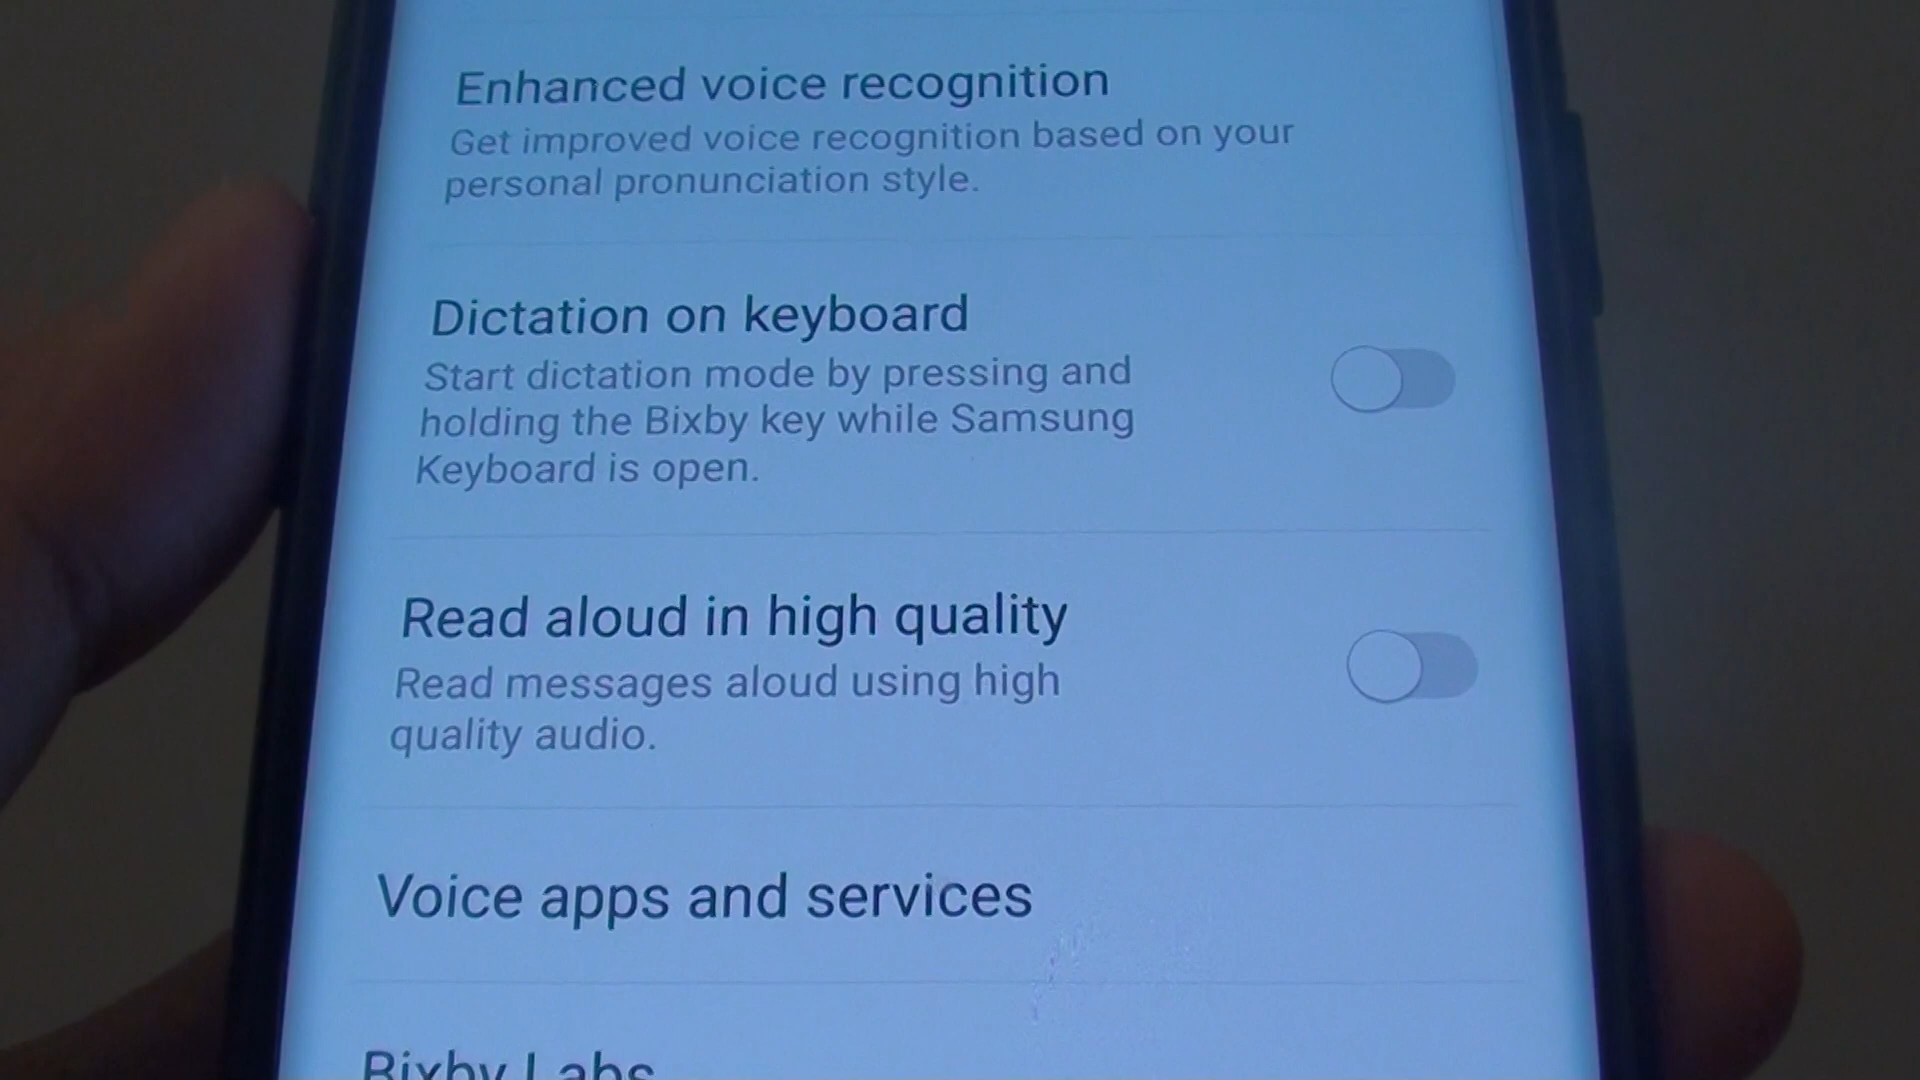 Enhanced voice recognition
Get improved voice recognition based on your
personal pronunciation style.
Dictation on keyboard
Start dictation mode by pressing and
holding the Bixby key while Samsung
Keyboard is open.
Read aloud in high quality
Read messages aloud using high
quality audio.
Voice apps and services
Bixby Labs